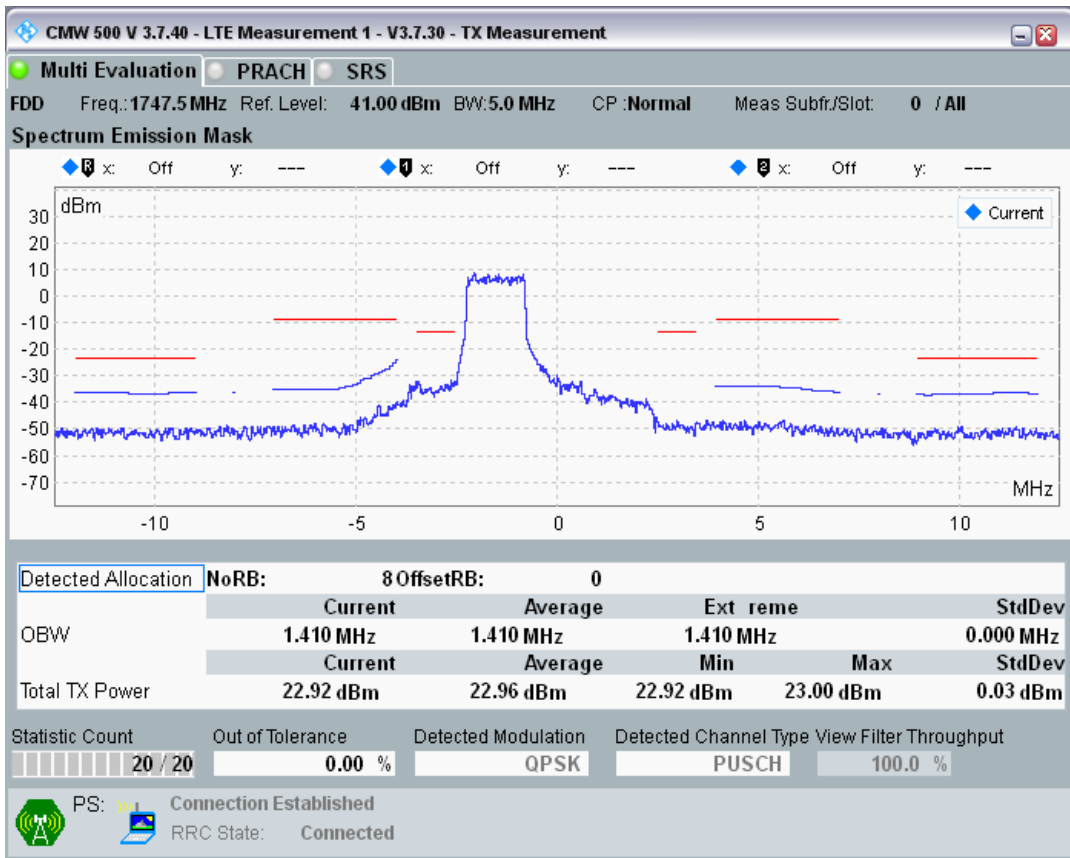 CMW 500 V 3.7.40 - LTE Measurement 1 - V3.7.30 - TX Measurement
Multi Evaluation PRACH SRS
FDD Freq.: 1747.5 MHz Ref. Level: 41.00 dBm BW: 5.0 MHz CP : Normal Meas Subfr./Slot: 0 / All
Spectrum Emission Mask
R x: Off y: --- 1 x: Off y: --- 2 x: Off y: ---
dBm
Current
30
20
10
0
-10
-20
-30
-40
-50
-60
-70
MHz
-10 -5 0 5 10
Detected Allocation NoRB: 8 OffsetRB: 0
Current Average Ext reme StdDev
OBW 1.410 MHz 1.410 MHz 1.410 MHz 0.000 MHz
Current Average Min Max StdDev
Total TX Power 22.92 dBm 22.96 dBm 22.92 dBm 23.00 dBm 0.03 dBm
Statistic Count Out of Tolerance Detected Modulation Detected Channel Type View Filter Throughput
20 / 20 0.00 % QPSK PUSCH 100.0 %
PS: Connection Established
RRC State: Connected